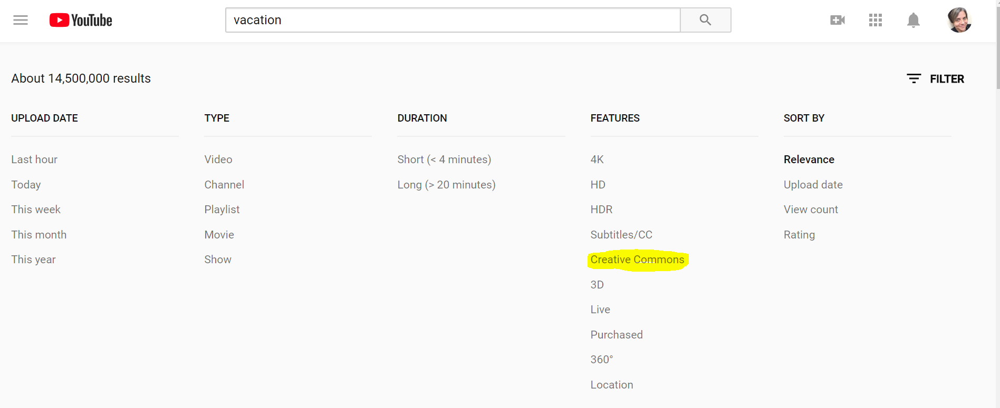 YouTube
vacation
About 14,500,000 results
FILTER
UPLOAD DATE
Last hour
Today
This week
This month
This year
TYPE
Video
Channel
Playlist
Movie
Show
DURATION
Short (< 4 minutes)
Long (> 20 minutes)
FEATURES
4K
HD
HDR
Subtitles/CC
Creative Commons
3D
Live
Purchased
360°
Location
SORT BY
Relevance
Upload date
View count
Rating